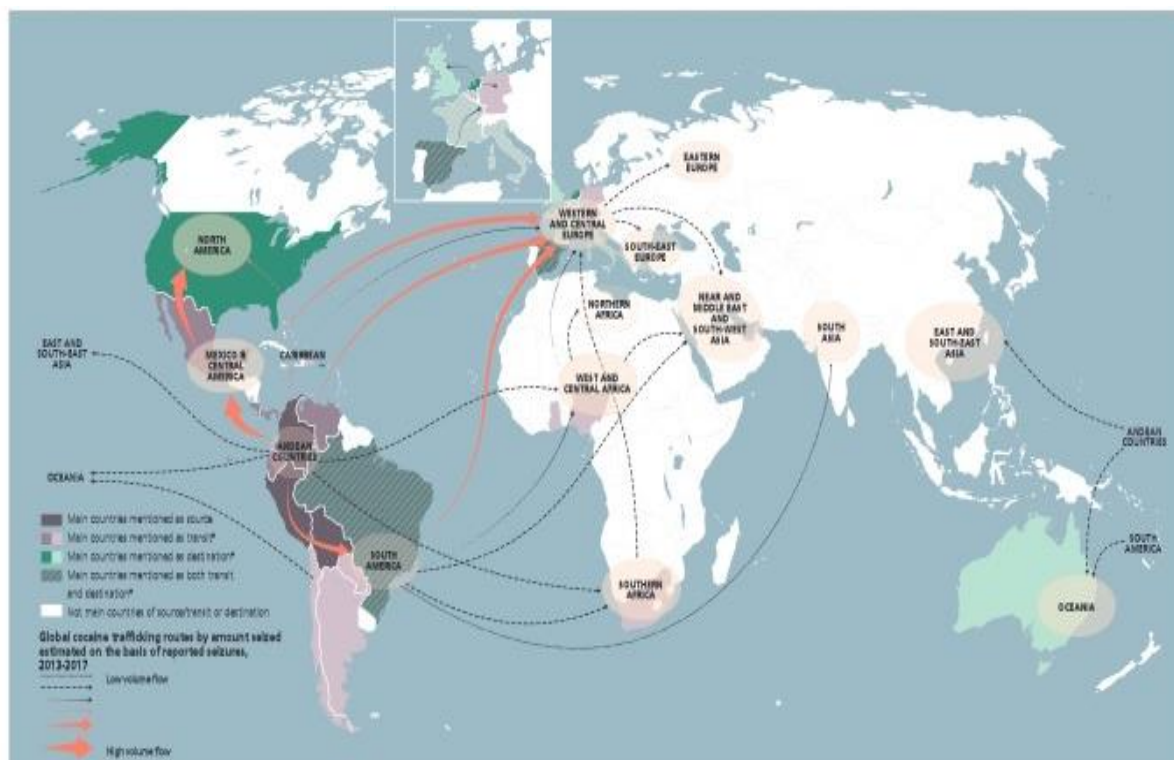 EASTERN
EUROPE
WESTERN
AND CENTRAL
EUROPE
SOUTH-EAST
EUROPE
NORTH
AMERICA
NORTHERN
AFRICA
NEAR AND
MIDDLE EAST
AND
SOUTH-WEST
ASIA
SOUTH
ASIA
EAST AND
SOUTH-EAST
ASIA
EAST AND
SOUTH-EAST
ASIA
MEXICO &
CENTRAL
AMERICA
CARIBBEAN
WEST AND
CENTRAL AFRICA
ANDEAN
COUNTRIES
ANDEAN
COUNTRIES
OCEANIA
SOUTH
AMERICA
SOUTH
AMERICA
SOUTHERN
AFRICA
OCEANIA
Main countries mentioned as source
Main countries mentioned as transit*
Main countries mentioned as destination*
Main countries mentioned as both transit
and destination*
Not main countries of source/transit or destination
Global cocaine trafficking routes by amount seized
estimated on the basis of reported seizures,
2013-2017
Low volume flow
High volume flow